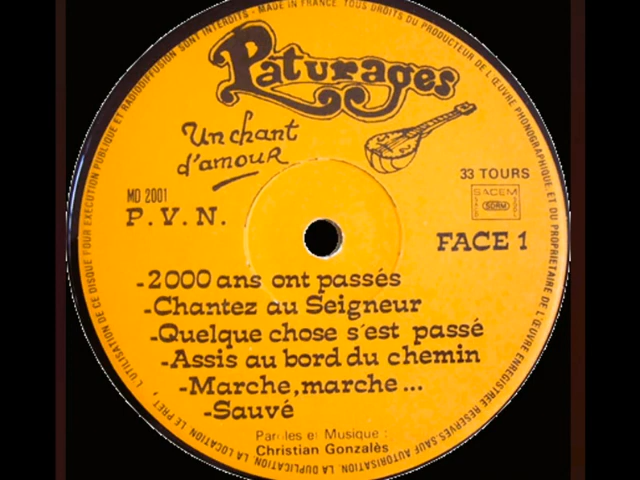 Paturages
Un chant
d'amour
MD 2001
P.V.N.
33 TOURS
SACEM
SDRM
FACE 1
-2000 ans ont passés
-Chantez au Seigneur
-Quelque chose s'est passé
-Assis au bord du chemin
-Marche, marche...
-Sauvé
Paroles et Musique :
Christian Gonzalès
MADE IN FRANCE. TOUS DROITS DU PRODUCTEUR DE L'ŒUVRE PHONOGRAPHIQUE ET DU PROPRIETAIRE DE L'ŒUVRE ENREGISTREE RESERVES. SAUF AUTORISATION, LA DUPLICATION, LA LOCATION, LE PRET, L'UTILISATION DE CE DISQUE POUR EXECUTION PUBLIQUE ET RADIODIFFUSION SONT INTERDITS -